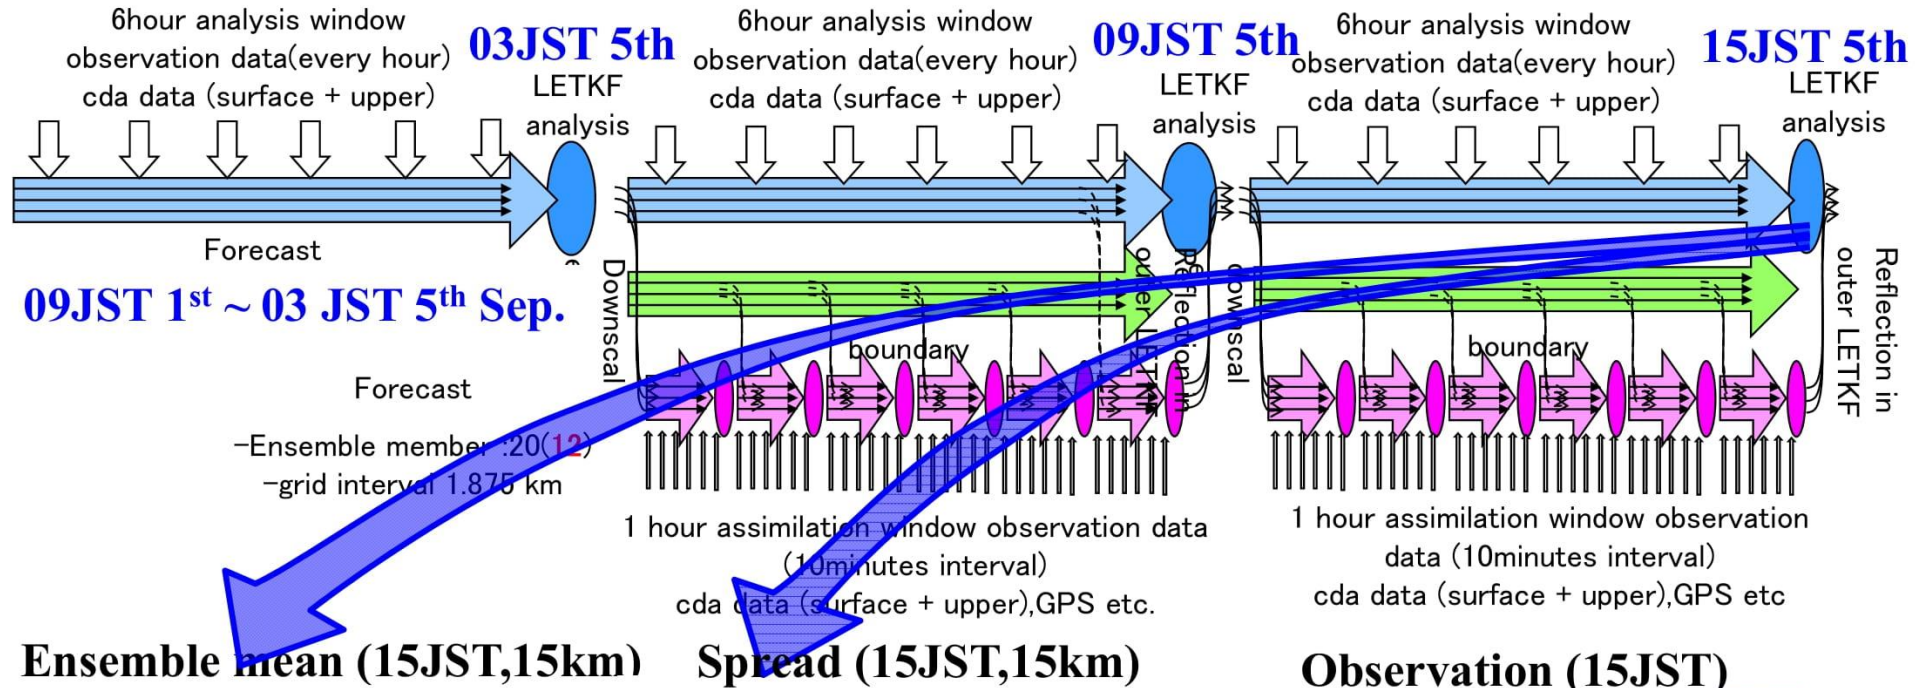 6hour analysis window
observation data(every hour)
cda data (surface + upper)
03JST 5th
LETKF
analysis
6hour analysis window
observation data(every hour)
cda data (surface + upper)
09JST 5th
LETKF
analysis
6hour analysis window
observation data(every hour)
cda data (surface + upper)
15JST 5th
LETKF
analysis
Forecast
09JST 1st ~ 03 JST 5th Sep.
e
Downscal
Reflection in
outer LETKF
downscal
Reflection in
outer LETKF
boundary
boundary
Forecast
-Ensemble member :20(12)
-grid interval 1.875 km
1 hour assimilation window observation data
(10minutes interval)
cda data (surface + upper),GPS etc.
1 hour assimilation window observation
data (10minutes interval)
cda data (surface + upper),GPS etc
Ensemble mean (15JST,15km)
Spread (15JST,15km)
Observation (15JST)